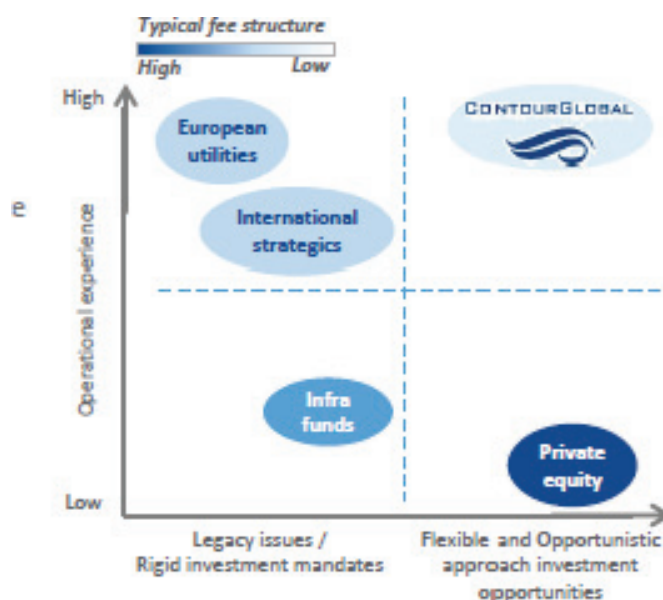 Typical fee structure
High Low
High
European
utilities
CONTOURGLOBAL
International
strategics
e
Operational experience
Infra
funds
Private
equity
Low
Legacy issues /
Rigid investment mandates
Flexible and Opportunistic
approach investment
opportunities